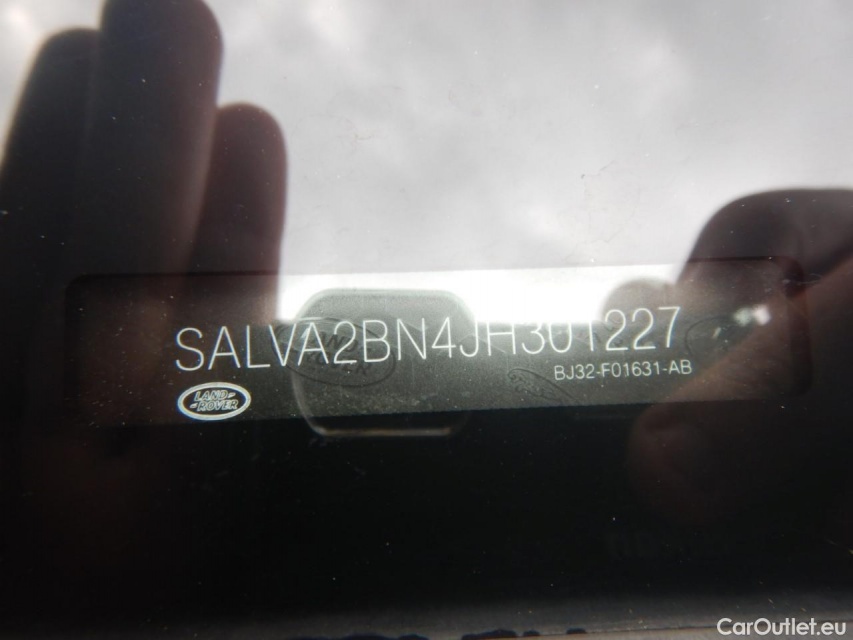 SALVA2BN4JH301227
BJ32-F01631-AB
LAND-
-ROVER
CarOutlet.eu